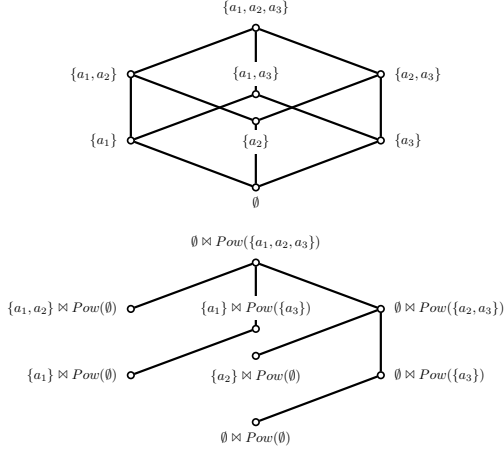 {a₁, a₂, a₃}
{a₁, a₂} {a₁, a₃} {a₂, a₃}
{a₁} {a₂} {a₃}
∅
∅ ⋈ Pow({a₁, a₂, a₃})
{a₁, a₂} ⋈ Pow(∅) {a₁} ⋈ Pow({a₃}) ∅ ⋈ Pow({a₂, a₃})
{a₁} ⋈ Pow(∅) {a₂} ⋈ Pow(∅) ∅ ⋈ Pow({a₃})
∅ ⋈ Pow(∅)